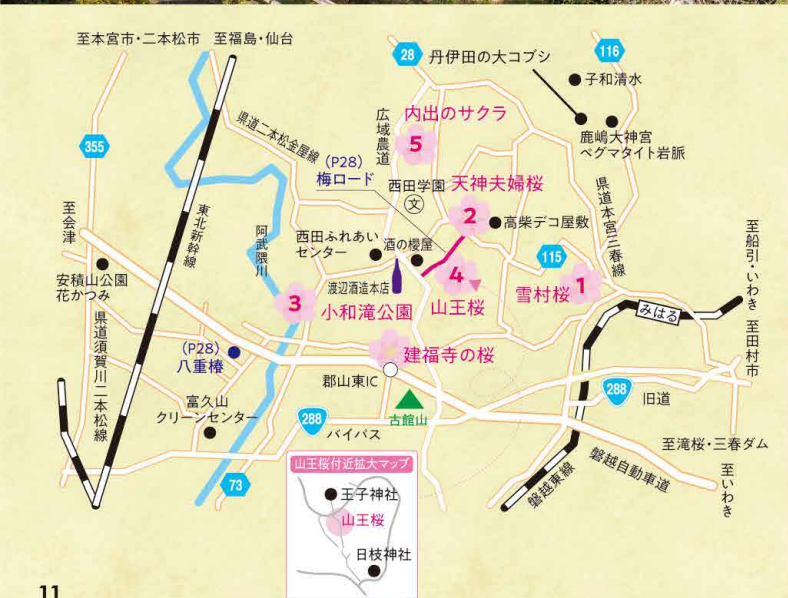 至本宮市・二本松市
至福島・仙台
28
丹伊田の大コブシ
116
子和清水
355
県道二本松金屋線
広域農道
内出のサクラ
5
鹿嶋大神宮
ペグマタイト岩脈
(P28)
梅ロード
西田学園
文
天神夫婦桜
2
高柴デコ屋敷
県道本宮三春線
至会津
東北新幹線
阿武隈川
西田ふれあい
センター
酒の櫻屋
115
至船引・いわき
安積山公園
花かつみ
渡辺酒造本店
4
山王桜
雪村桜
1
3
小和滝公園
みはる
県道須賀川二本松線
(P28)
八重椿
建福寺の桜
至田村市
郡山東IC
富久山
クリーンセンター
288
バイパス
古館山
288
旧道
至滝桜・三春ダム
73
磐越東線
磐越自動車道
至いわき
山王桜付近拡大マップ
王子神社
山王桜
日枝神社
11